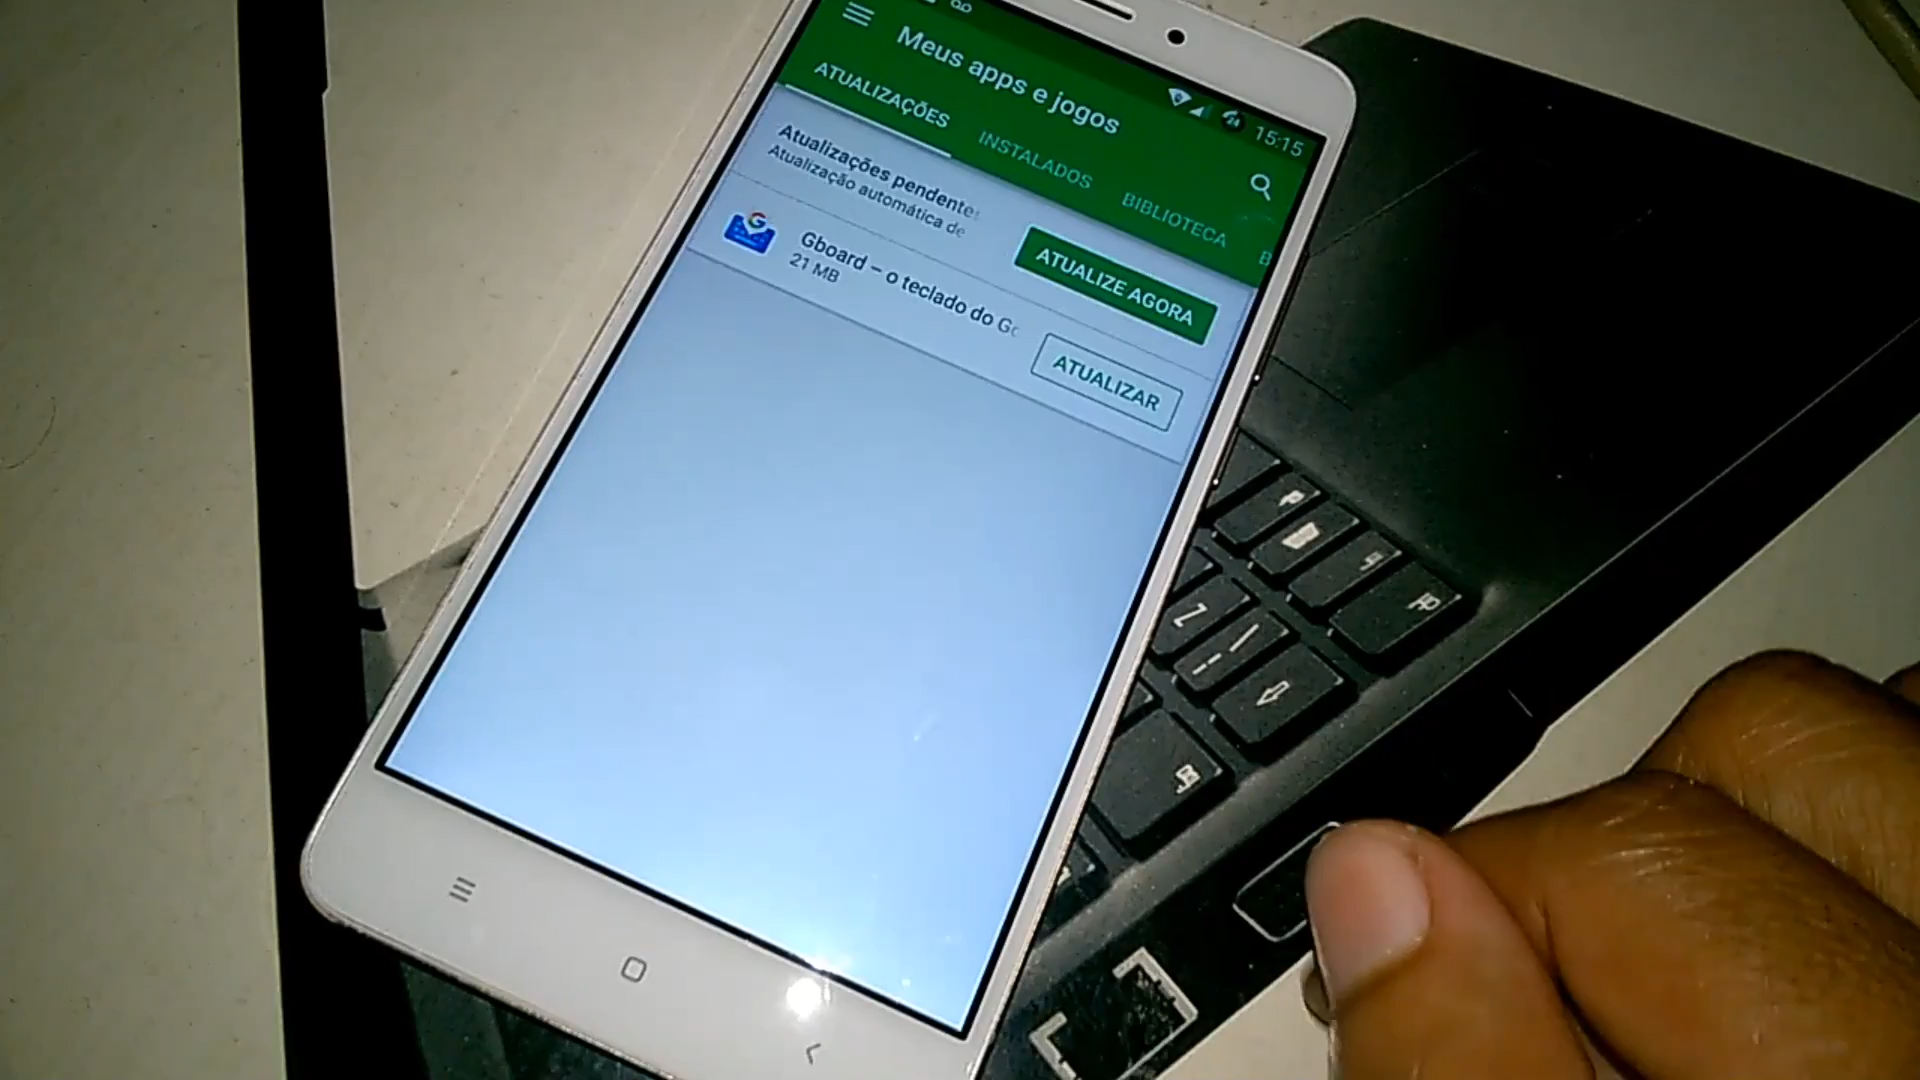 15:15
Meus apps e jogos
ATUALIZAÇÕES
INSTALADOS
BIBLIOTECA
B
Atualizações pendentes
Atualização automática de
ATUALIZE AGORA
Gboard – o teclado do Go
21 MB
ATUALIZAR